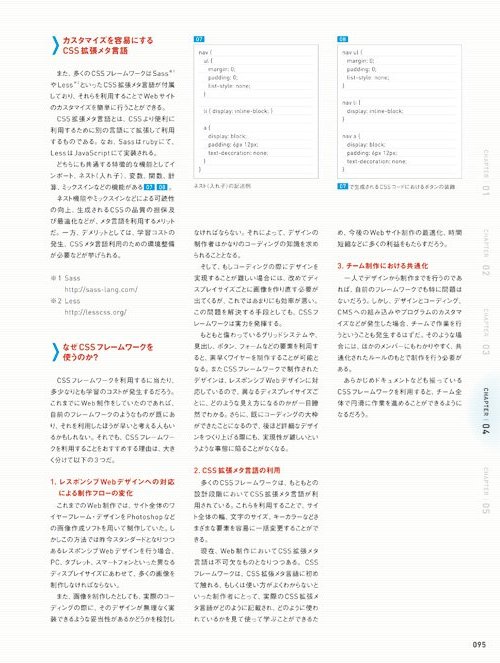 カスタマイズを容易にする
CSS 拡張メタ言語
また、多くのCSSフレームワークはSass※1
やLess※2といったCSS拡張メタ言語が付属
しており、それらを利用することでWebサイト
のカスタマイズを簡単に行うことができる。
CSS拡張メタ言語とは、CSSより便利に
利用するために別の言語にて拡張して利用
するものである。なお、Sassはrubyにて、
LessはJavaScriptにて実装される。
どちらにも共通する特徴的な機能としてイ
ンポート、ネスト(入れ子)、変数、関数、計
算、ミックスインなどの機能がある 07 08 。
ネスト機能やミックスインなどによる可読性
の向上、生成されるCSSの品質の担保及
び最適化などが、メタ言語を利用するメリット
だ。一方、デメリットとしては、学習コストの
発生、CSSメタ言語利用のための環境整備
が必要などが挙げられる。
※1 Sass
http://sass-lang.com/
※2 Less
http://lesscss.org/
なぜCSSフレームワークを
使うのか?
CSSフレームワークを利用するに当たり、
多少なりとも学習のコストが発生するだろう。
これまでにWeb制作をしていたのであれば、
自前のフレームワークのようなものが既にあ
り、それを利用したほうが早いと考える人もい
るかもしれない。それでも、CSSフレームワー
クを利用することをおすすめする理由は、大き
く分けて以下の3つだ。
1. レスポンシブWebデザインへの対応
による制作フローの変化
これまでのWeb制作では、サイト全体のワ
イヤーフレーム・デザインをPhotoshopなど
の画像作成ソフトを用いて制作していた。し
かしこの方法では昨今スタンダードとなりつつ
あるレスポンシブWebデザインを行う場合、
PC、タブレット、スマートフォンといった異なる
ディスプレイサイズにあわせて、多くの画像を
制作しなければならない。
また、画像を制作したとしても、実際のコー
ディングの際に、そのデザインが無理なく実
装できるような妥当性があるかどうかを検討し
07
nav {
ul {
margin: 0;
padding: 0;
list-style: none;
}
li { display: inline-block; }
a {
display: block;
padding: 6px 12px;
text-decoration: none;
}
}
ネスト(入れ子)の記述例
08
nav ul {
margin: 0;
padding: 0;
list-style: none;
}
nav li {
display: inline-block;
}
nav a {
display: block;
padding: 6px 12px;
text-decoration: none;
}
07 で生成されるCSSコードにおけるボタンの装飾
なければならない。それによって、デザインの
制作者はかなりのコーディングの知識を求め
られることとなる。
そして、もしコーディングの際にデザインを
実現することが難しい場合には、改めてディ
スプレイサイズごとに画像を作り直す必要が
出てくるが、これではあまりにも効率が悪い。
この問題を解決する手段としても、CSSフ
レームワークは実力を発揮する。
もともと備わっているグリッドシステムや、
見出し、ボタン、フォームなどの要素を利用す
ると、素早くワイヤーを制作することが可能と
なる。またCSSフレームワークで制作された
デザインは、レスポンシブWebデザインに対
応しているので、異なるディスプレイサイズご
とに、どのような見え方になるのかが一目瞭
然でわかる。さらに、既にコーディングの大枠
ができたことになるので、後ほど詳細なデザイ
ンをつくり上げる際にも、実現性が難しいとい
うような事態に陥ることがなくなる。
2. CSS拡張メタ言語の利用
多くのCSSフレームワークは、もともとの
設計段階においてCSS拡張メタ言語が利
用されている。これらを利用することで、サイ
ト全体の幅、文字のサイズ、キーカラーなどさ
まざまな要素を容易に一括変更することがで
きる。
現在、Web制作においてCSS拡張メタ
言語は不可欠なものとなりつつある。CSS
フレームワークは、CSS拡張メタ言語に初め
て触れる、もしくは使い方がよくわからないと
いった制作者にとって、実際のCSS拡張メ
タ言語がどのように記載され、どのように使わ
れているかを見て使って学ぶことができるた
め、今後のWebサイト制作の最適化、時間
短縮などに多くの利益をもたらすだろう。
3. チーム制作における共通化
一人でデザインから制作までを行うのであ
れば、自前のフレームワークでも特に問題は
ないだろう。しかし、デザインとコーディング、
CMSへの組み込みやプログラムのカスタマ
イズなどが発生した場合、チームで作業を行
うということも発生するはずだ。そのような場
合には、ほかのメンバーにもわかりやすく、共
通化されたルールのもとで制作を行う必要が
ある。
あらかじめドキュメントなども揃っている
CSSフレームワークを利用すると、チーム全
体で円滑に作業を進めることができるように
なるだろう。
CHAPTER 01
CHAPTER 02
CHAPTER 03
CHAPTER 04
CHAPTER 05
095